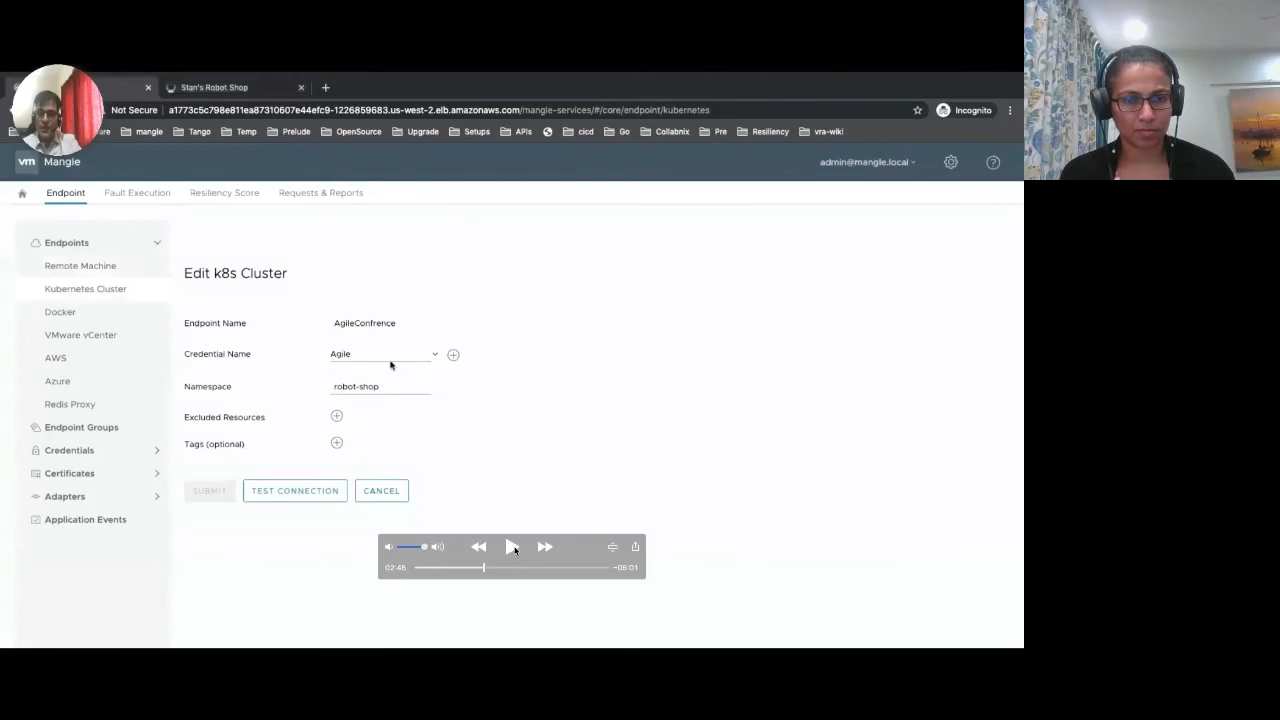 Stan's Robot Shop
Not Secure a1773c5c798e811ea87310607e44efc9-1226859683.us-west-2.elb.amazonaws.com/mangle-services/#/core/endpoint/kubernetes Incognito
mangle Tango Temp Prelude OpenSource Upgrade Setups APIs cicd Go Collabnix Pre Resiliency vra-wiki
vm Mangle admin@mangle.local
Endpoint Fault Execution Resiliency Score Requests & Reports
Endpoints
Remote Machine
Kubernetes Cluster
Docker
VMware vCenter
AWS
Azure
Redis Proxy
Endpoint Groups
Credentials
Certificates
Adapters
Application Events
Edit k8s Cluster
Endpoint Name AgileConfrence
Credential Name Agile
Namespace robot-shop
Excluded Resources
Tags (optional)
SUBMIT TEST CONNECTION CANCEL
02:45 -05:01